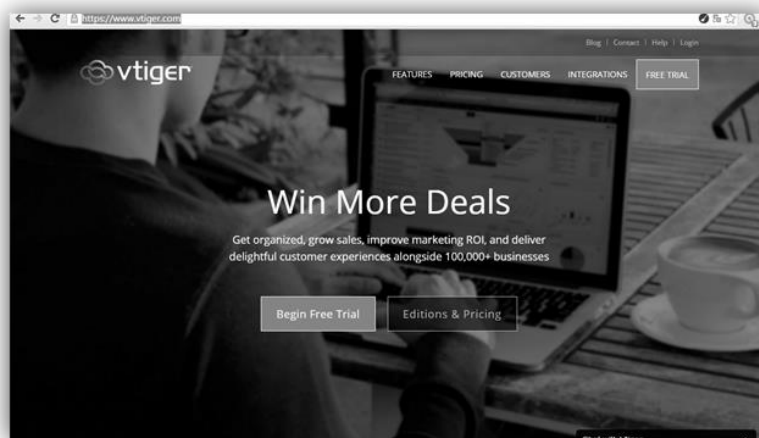 https://www.vtiger.com
Blog | Contact | Help | Login
vtiger
FEATURES PRICING CUSTOMERS INTEGRATIONS FREE TRIAL
Win More Deals
Get organized, grow sales, improve marketing ROI, and deliver
delightful customer experiences alongside 100,000+ businesses
Begin Free Trial Editions & Pricing